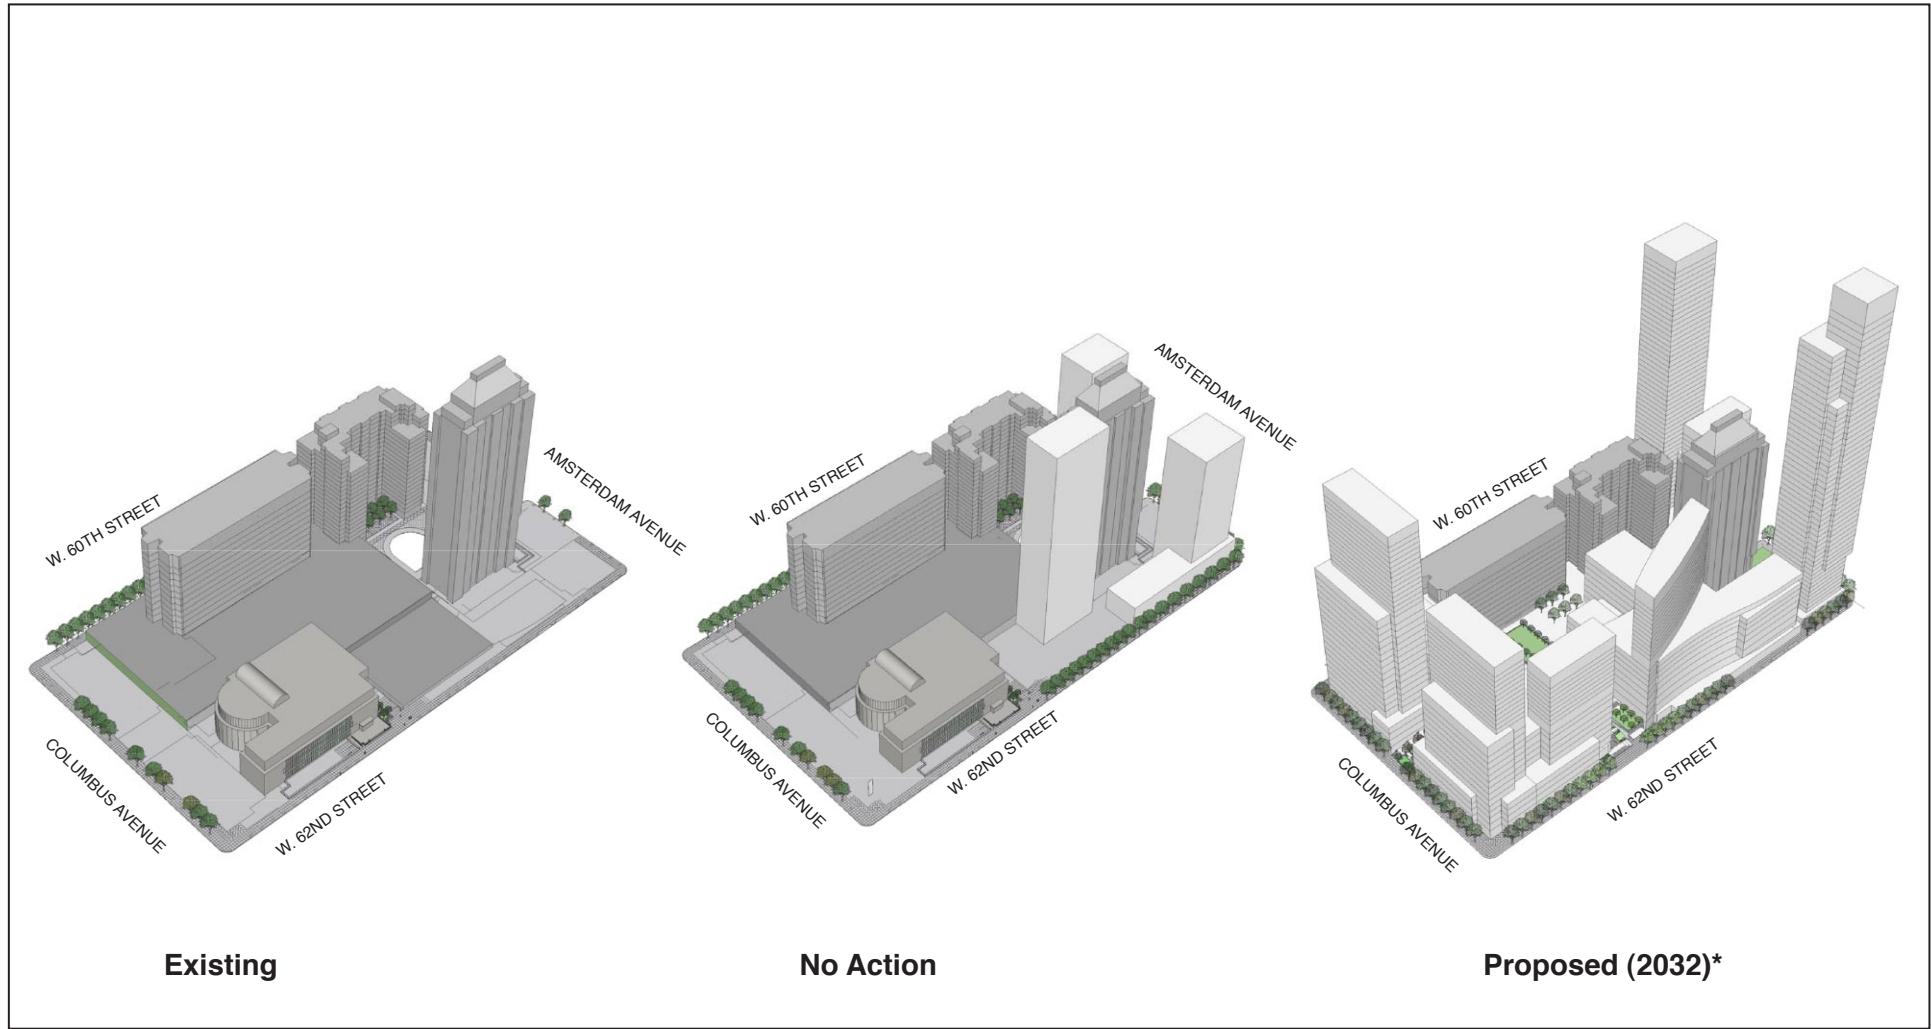 W. 60TH STREET
AMSTERDAM AVENUE
COLUMBUS AVENUE
W. 62ND STREET
Existing
W. 60TH STREET
AMSTERDAM AVENUE
COLUMBUS AVENUE
W. 62ND STREET
No Action
W. 60TH STREET
COLUMBUS AVENUE
W. 62ND STREET
Proposed (2032)*